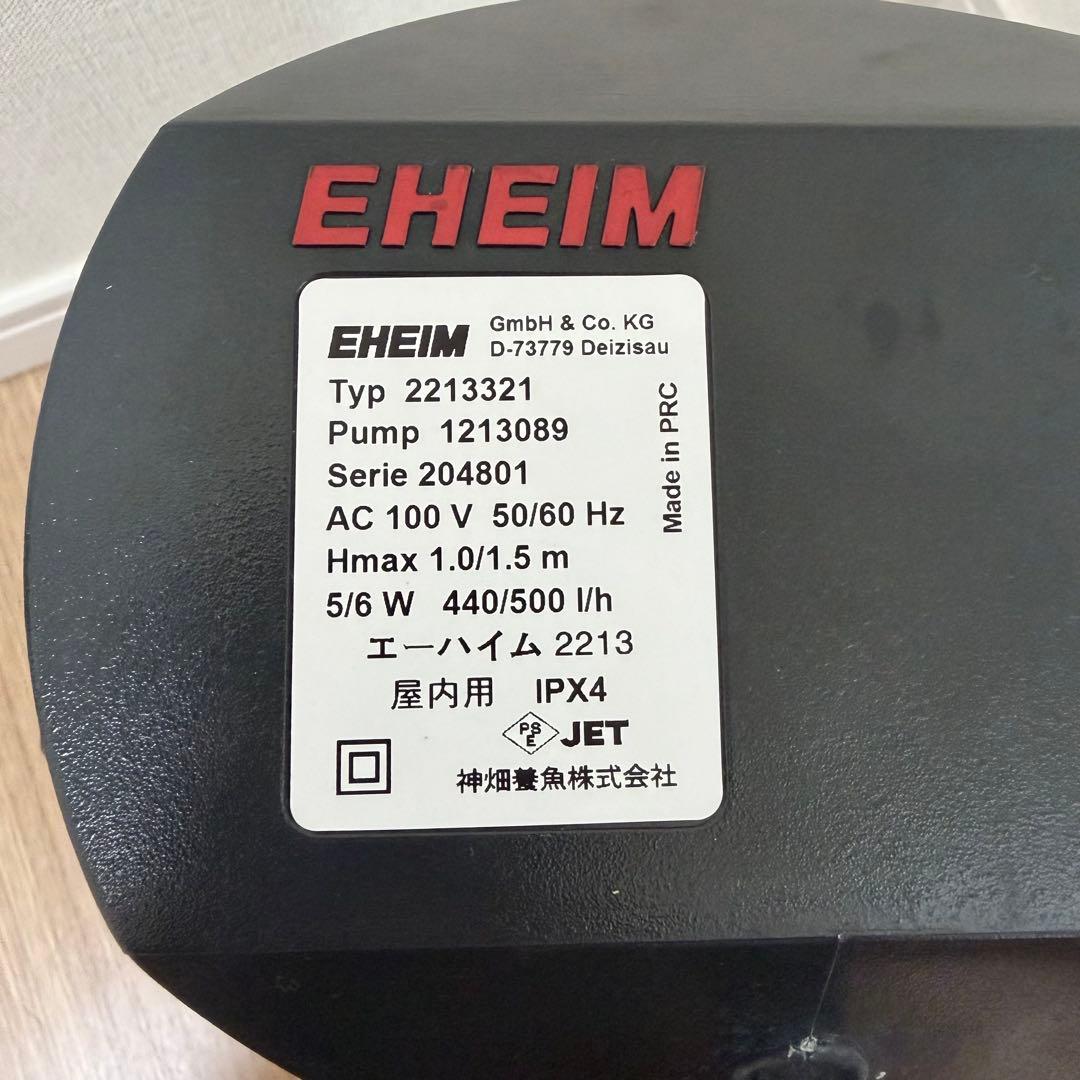 EHEIM
EHEIM GmbH & Co. KG
D-73779 Deizisau
Typ 2213321
Pump 1213089
Serie 204801
AC 100 V 50/60 Hz
Hmax 1.0/1.5 m
5/6 W 440/500 l/h
Made in PRC
エーハイム 2213
屋内用 IPX4
PSE JET
神畑養魚株式会社